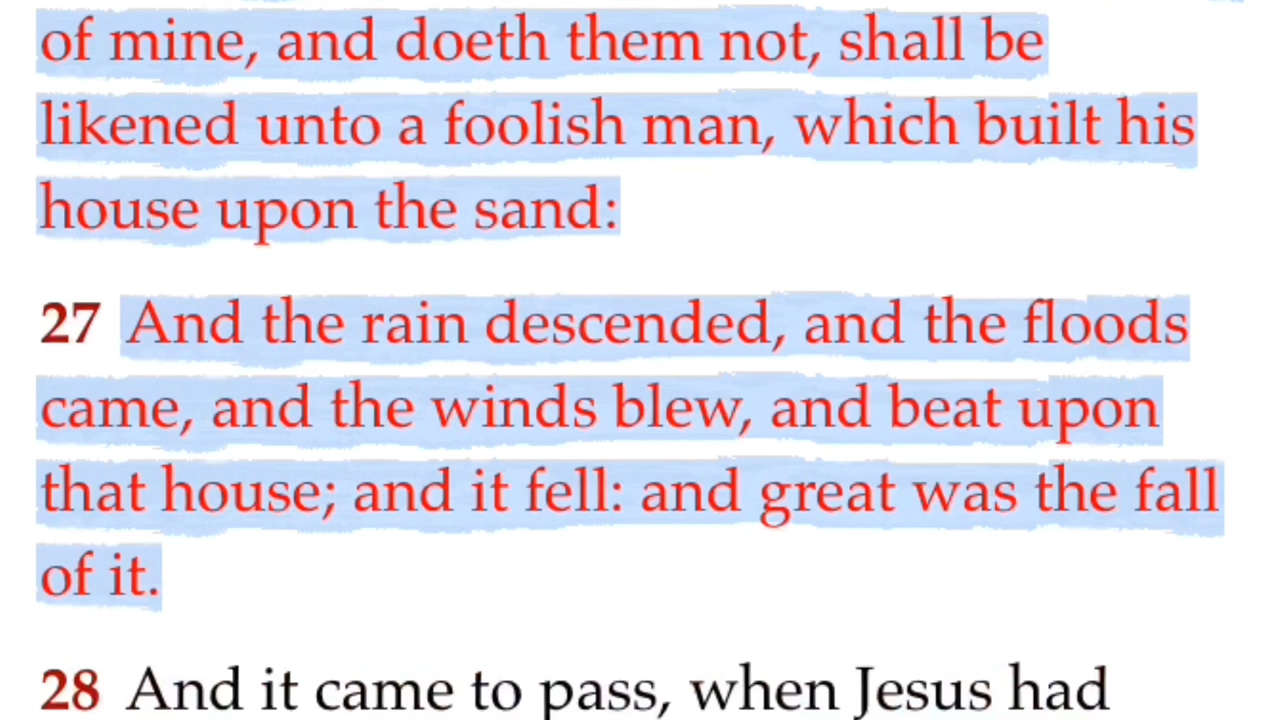 of mine, and doeth them not, shall be
likened unto a foolish man, which built his
house upon the sand:
27 And the rain descended, and the floods
came, and the winds blew, and beat upon
that house; and it fell: and great was the fall
of it.
28 And it came to pass, when Jesus had